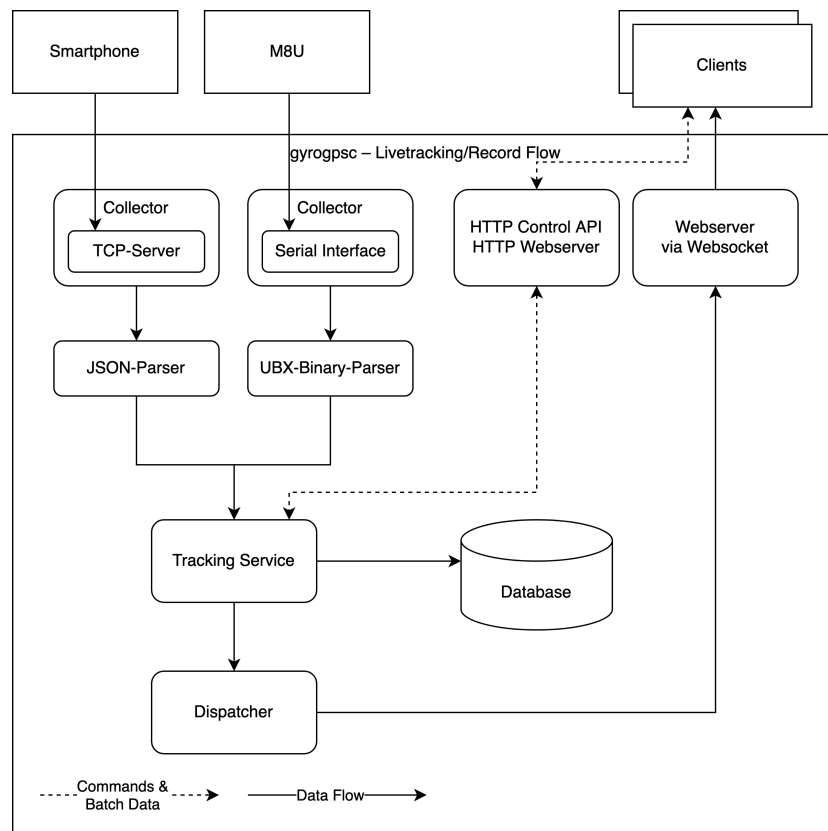 Smartphone
M8U
Clients
gyrogpsc – Livetracking/Record Flow
Collector
TCP-Server
Collector
Serial Interface
HTTP Control API
HTTP Webserver
Webserver
via Websocket
JSON-Parser
UBX-Binary-Parser
Tracking Service
Database
Dispatcher
Commands &
Batch Data
Data Flow